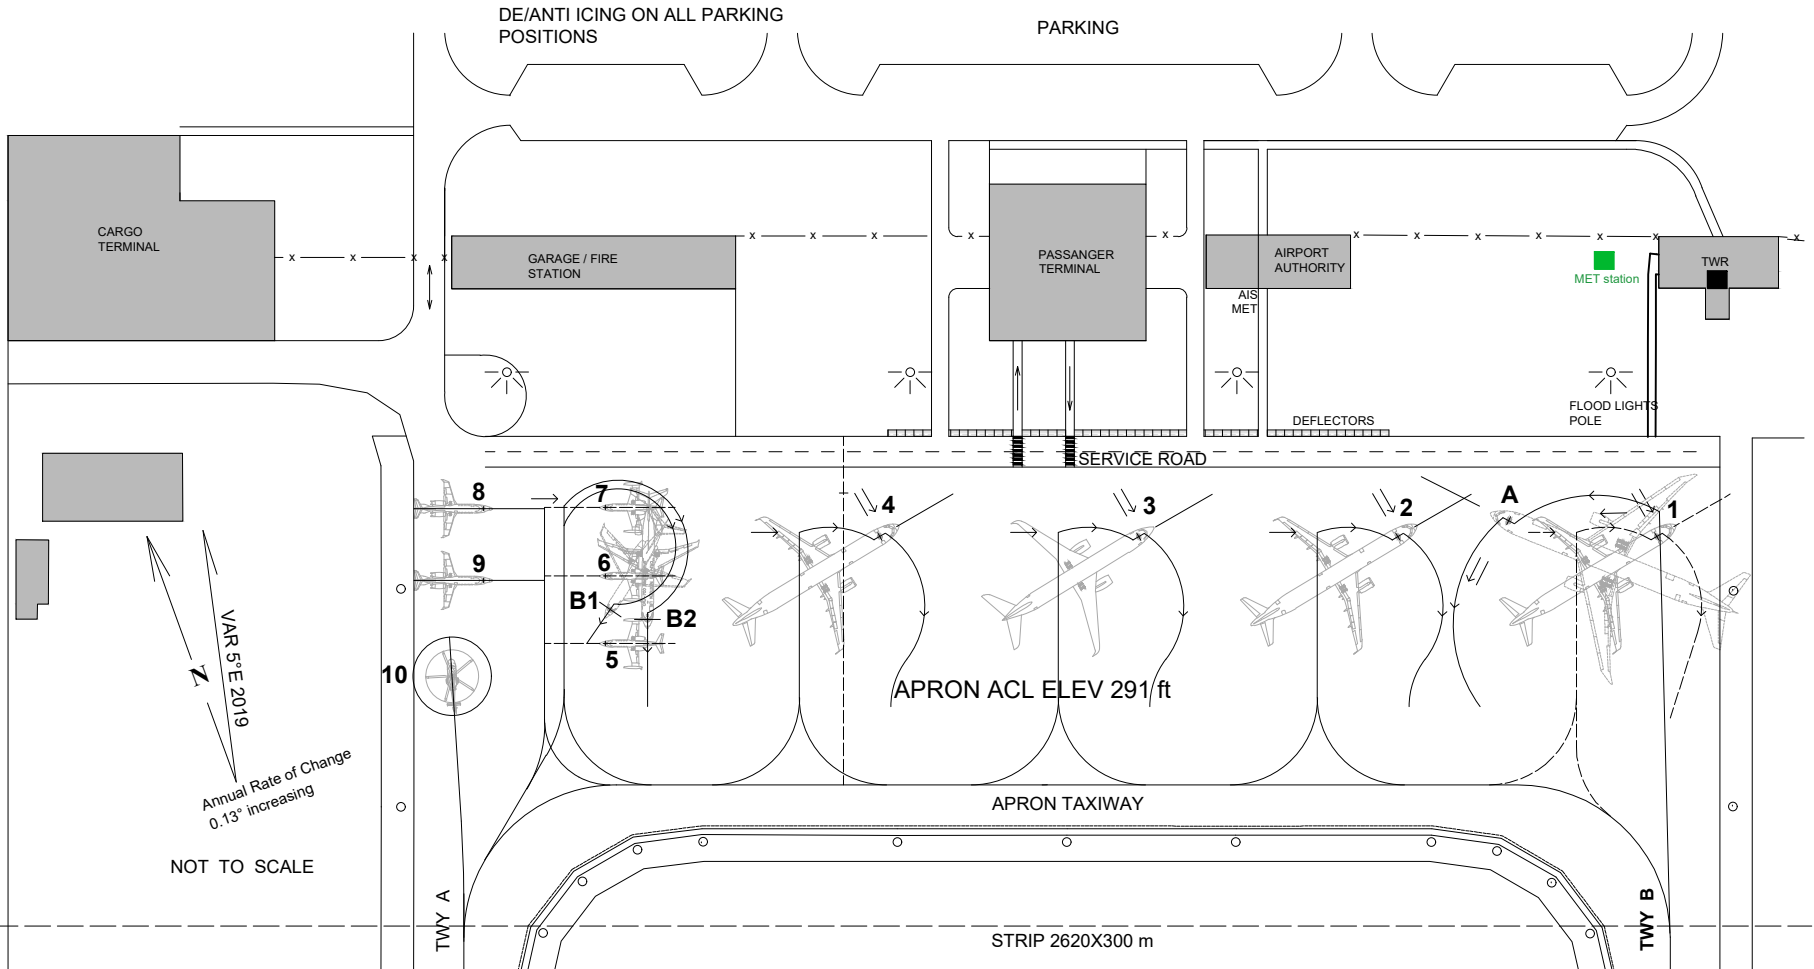 DE/ANTI ICING ON ALL PARKING
POSITIONS
PARKING
CARGO
TERMINAL
GARAGE / FIRE
STATION
PASSANGER
TERMINAL
AIRPORT
AUTHORITY
AIS
MET
MET station
TWR
FLOOD LIGHTS
POLE
DEFLECTORS
SERVICE ROAD
8
7
4
3
2
A
1
9
6
B1
B2
5
10
APRON ACL ELEV 291 ft
N
VAR 5°E 2019
Annual Rate of Change
0.13° increasing
NOT TO SCALE
APRON TAXIWAY
TWY A
TWY B
STRIP 2620X300 m